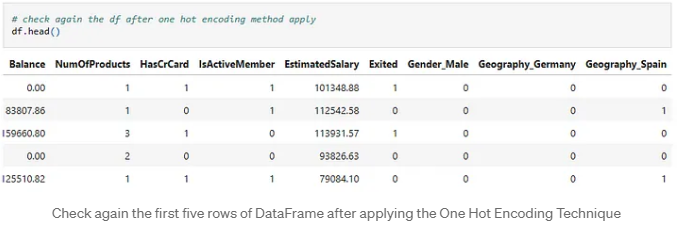 # check again the df after one hot encoding method apply
df.head()
Balance NumOfProducts HasCrCard IsActiveMember EstimatedSalary Exited Gender_Male Geography_Germany Geography_Spain
0.00 1 1 1 101348.88 1 0 0 0
83807.86 1 0 1 112542.58 0 0 0 1
159660.80 3 1 0 113931.57 1 0 0 0
0.00 2 0 0 93826.63 0 0 0 0
125510.82 1 1 1 79084.10 0 0 0 1
Check again the first five rows of DataFrame after applying the One Hot Encoding Technique